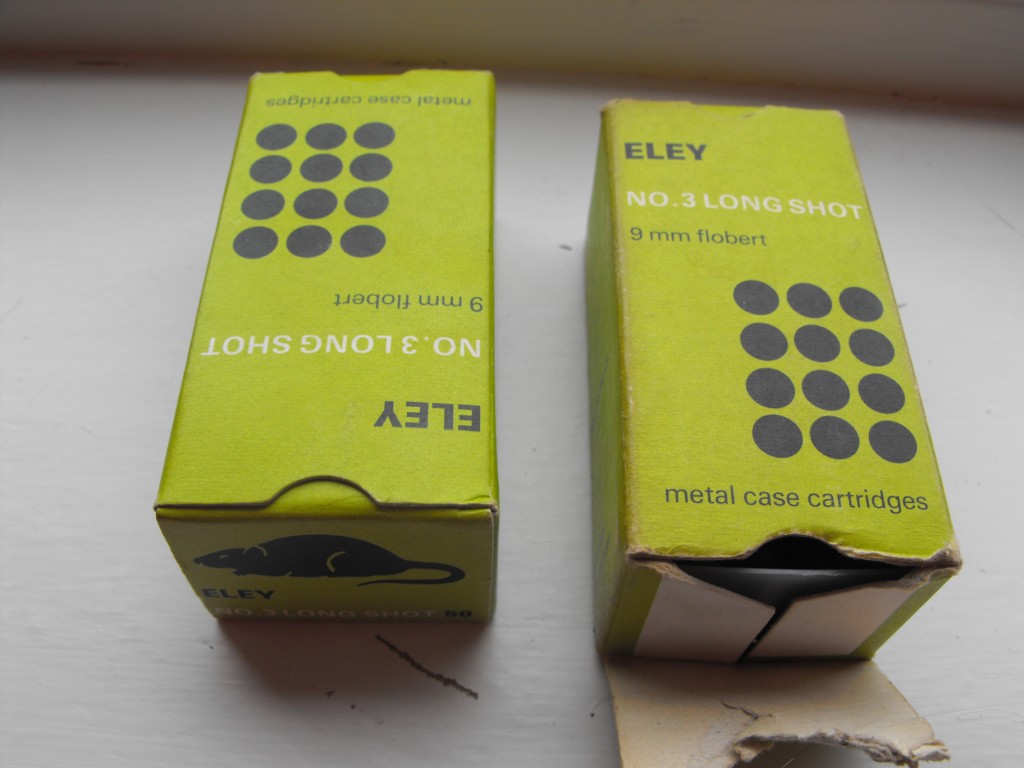 metal case cartridges
9 mm flobert
NO.3 LONG SHOT
ELEY
ELEY
NO.3 LONG SHOT 50
ELEY
NO.3 LONG SHOT
9 mm flobert
metal case cartridges